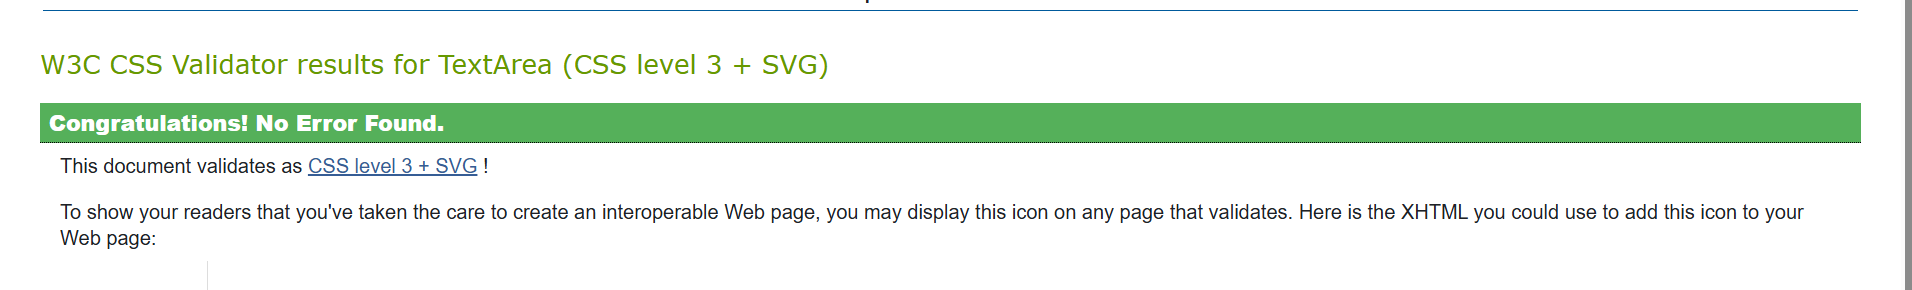 W3C CSS Validator results for TextArea (CSS level 3 + SVG)
Congratulations! No Error Found.
This document validates as CSS level 3 + SVG !
To show your readers that you've taken the care to create an interoperable Web page, you may display this icon on any page that validates. Here is the XHTML you could use to add this icon to your
Web page: